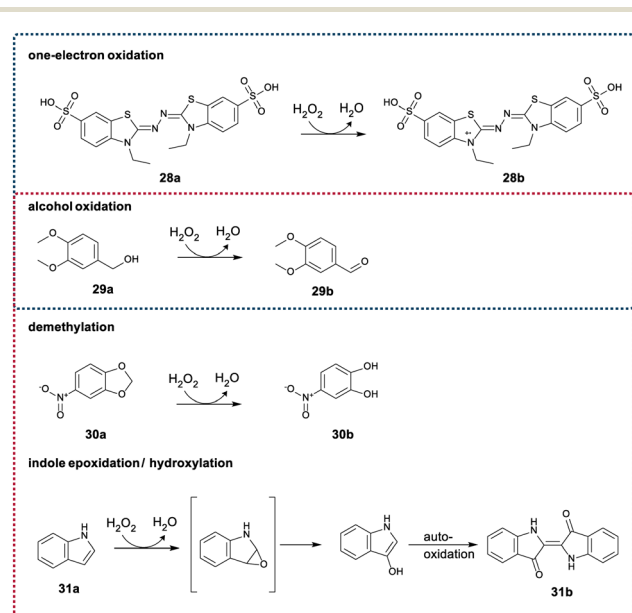 one-electron oxidation
HO O S O S N N S N N O S O OH
H2O2 H2O
HO O S O S N N S N +• N O S O OH
28a
28b
alcohol oxidation
O O OH
H2O2 H2O
O O O
29a
29b
demethylation
-O N+ O O O
H2O2 H2O
-O N+ O OH OH
30a
30b
indole epoxidation/ hydroxylation
H N
H2O2 H2O
H N O
H N OH
auto-
oxidation
H N O O N H
31a
31b